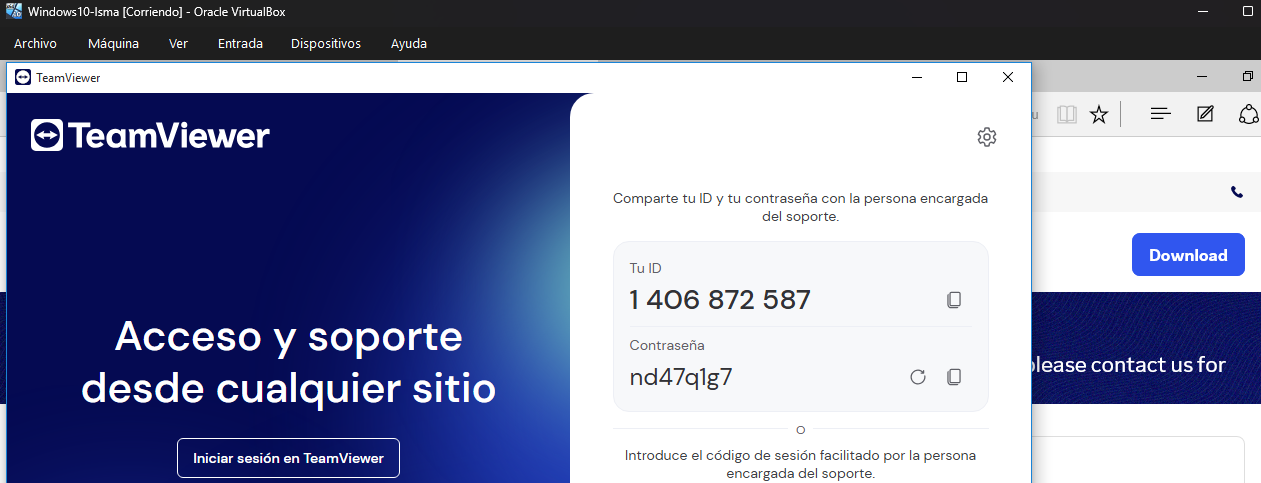 Windows10-Isma [Corriendo] - Oracle VirtualBox
Archivo Máquina Ver Entrada Dispositivos Ayuda
TeamViewer
TeamViewer
Comparte tu ID y tu contraseña con la persona encargada
del soporte.
Tu ID
1 406 872 587
Contraseña
nd47q1g7
O
Introduce el código de sesión facilitado por la persona
encargada del soporte.
Acceso y soporte
desde cualquier sitio
Iniciar sesión en TeamViewer
Download
please contact us for